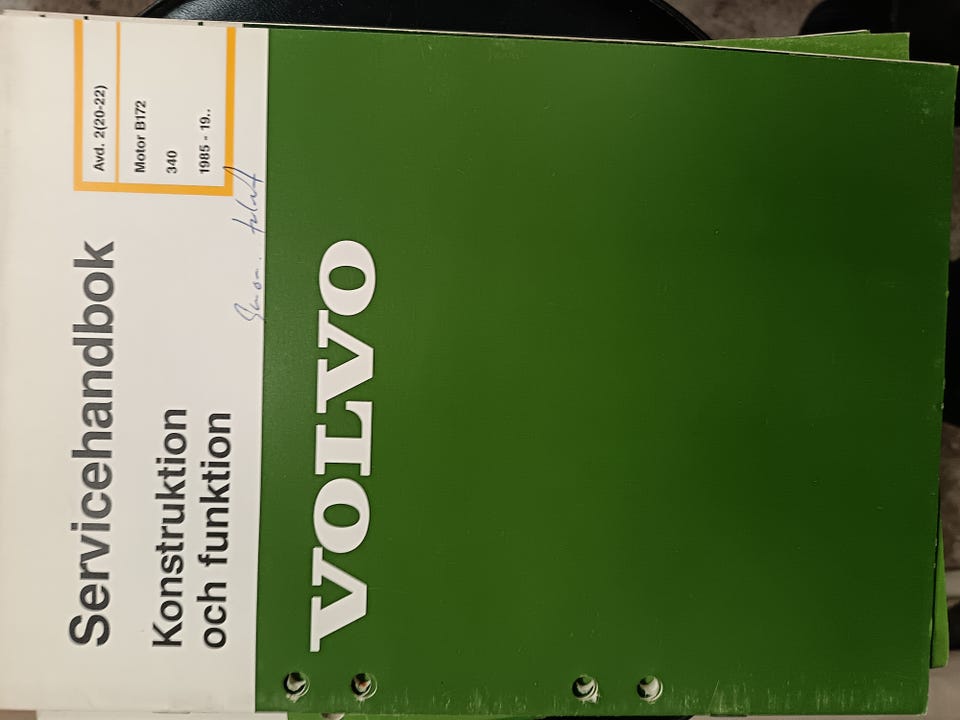 Servicehandbok
Konstruktion
och funktion
Avd. 2(20-22)
Motor B172
340
1985 - 19..
VOLVO